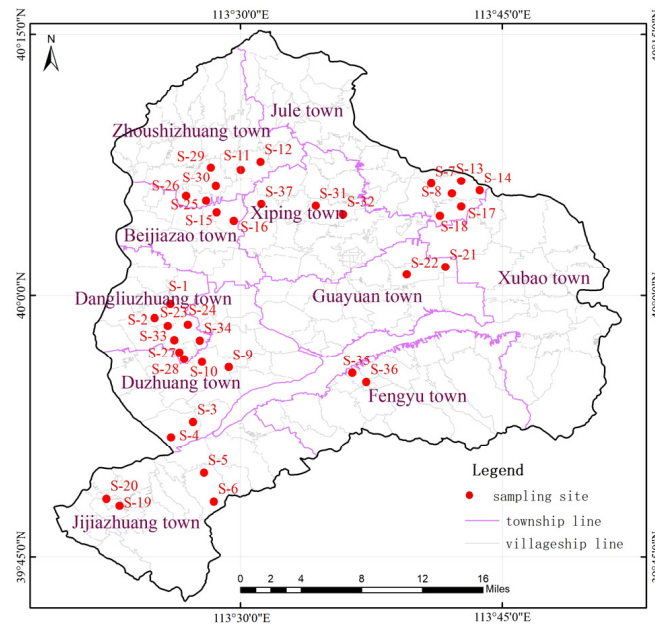 113°30'0"E 113°45'0"E
40°15'0"N
N
Jule town
Zhoushizhuang town
S-29 S-11 S-12
S-30
S-7 S-13
S-26 S-8 S-14
S-25 S-37 S-31
S-15 Xiping town S-32 S-17
S-16 S-18
Beijiazao town
S-21
S-22 Xubao town
S-1
Dangliuzhuang town Guayuan town 40°0'0"N
S-2 S-23 S-24
S-33 S-34
S-27 S-9 S-35
S-28 S-10 S-36
Duzhuang town
Fengyu town
S-3
S-4
S-5 Legend
S-20 S-6 sampling site
S-19
Jijiazhuang town township line
villageship line
39°45'0"N
0 2 4 8 12 16
Miles
113°30'0"E 113°45'0"E